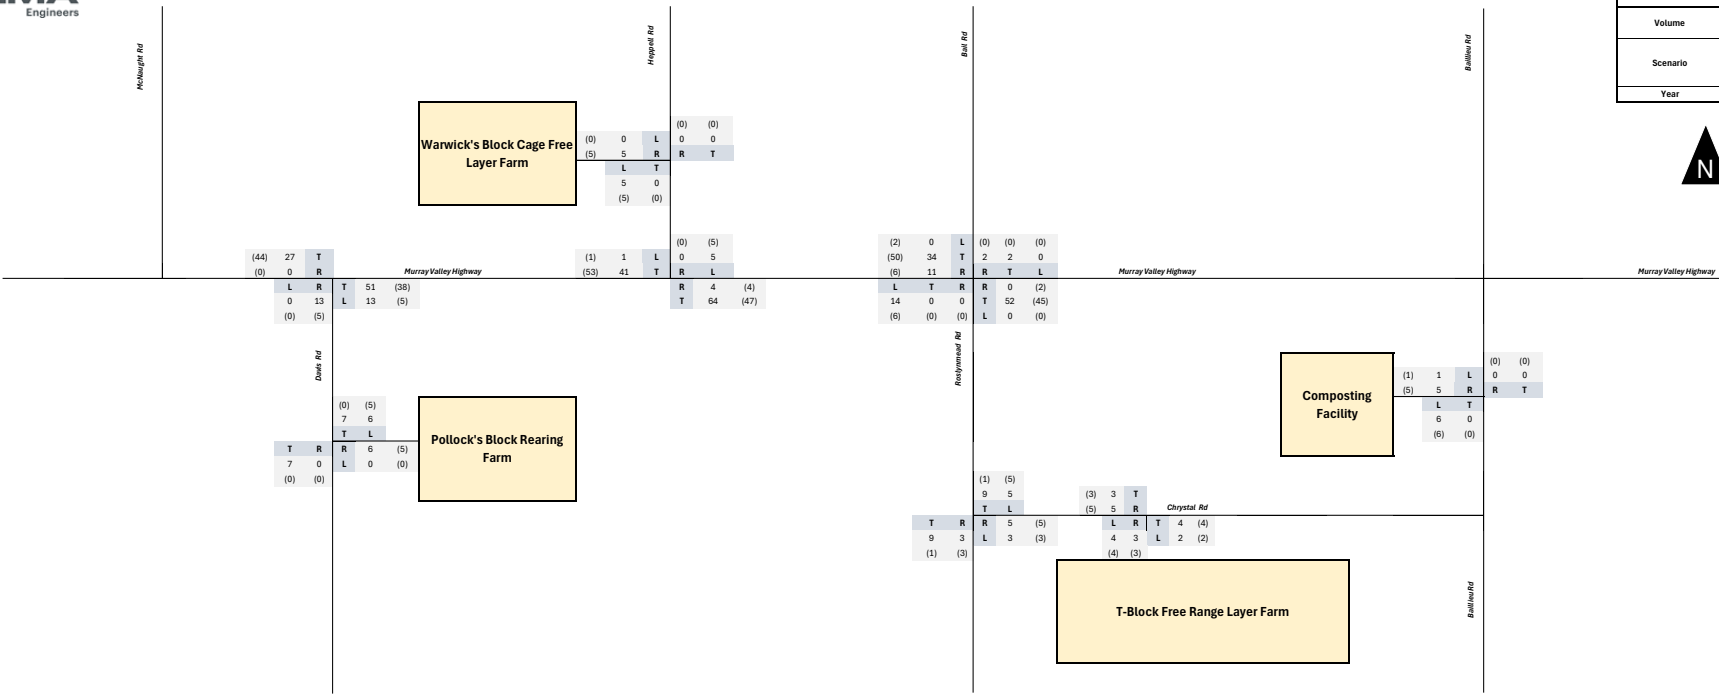 Engineers
Volume
Scenario
Year
N
McNaught Rd
Heppell Rd
Bail Rd
Baillieu Rd
Warwick's Block Cage Free
Layer Farm
(0) (0)
(0) 0 L 0 0
(5) 5 R R T
L T
5 0
(5) (0)
(44) 27 T
(0) 0 R
L R T 51 (38)
0 13 L 13 (5)
(0) (5)
Murray Valley Highway
(0) (5)
(1) 1 L 0 5
(53) 41 T R L
R 4 (4)
T 64 (47)
(2) 0 L (0) (0) (0)
(50) 34 T 2 2 0
(6) 11 R R T L
L T R R 0 (2)
14 0 0 T 52 (45)
(6) (0) (0) L 0 (0)
Murray Valley Highway
Murray Valley Highway
Davis Rd
Roslynmead Rd
(0) (5)
7 6
T L
T R R 6 (5)
7 0 L 0 (0)
(0) (0)
Pollock's Block Rearing
Farm
Composting
Facility
(0) (0)
(1) 1 L 0 0
(5) 5 R R T
L T
6 0
(6) (0)
(1) (5)
9 5
T L
T R R 5 (5)
9 3 L 3 (3)
(1) (3)
(3) 3 T
(5) 5 R
Chrystal Rd
L R T 4 (4)
4 3 L 2 (2)
(4) (3)
T-Block Free Range Layer Farm
Baillieu Rd